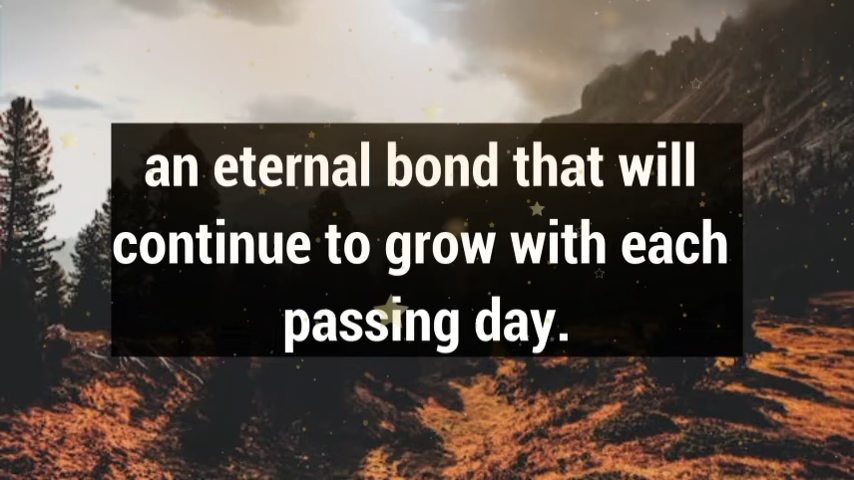 an eternal bond that will
continue to grow with each
passing day.